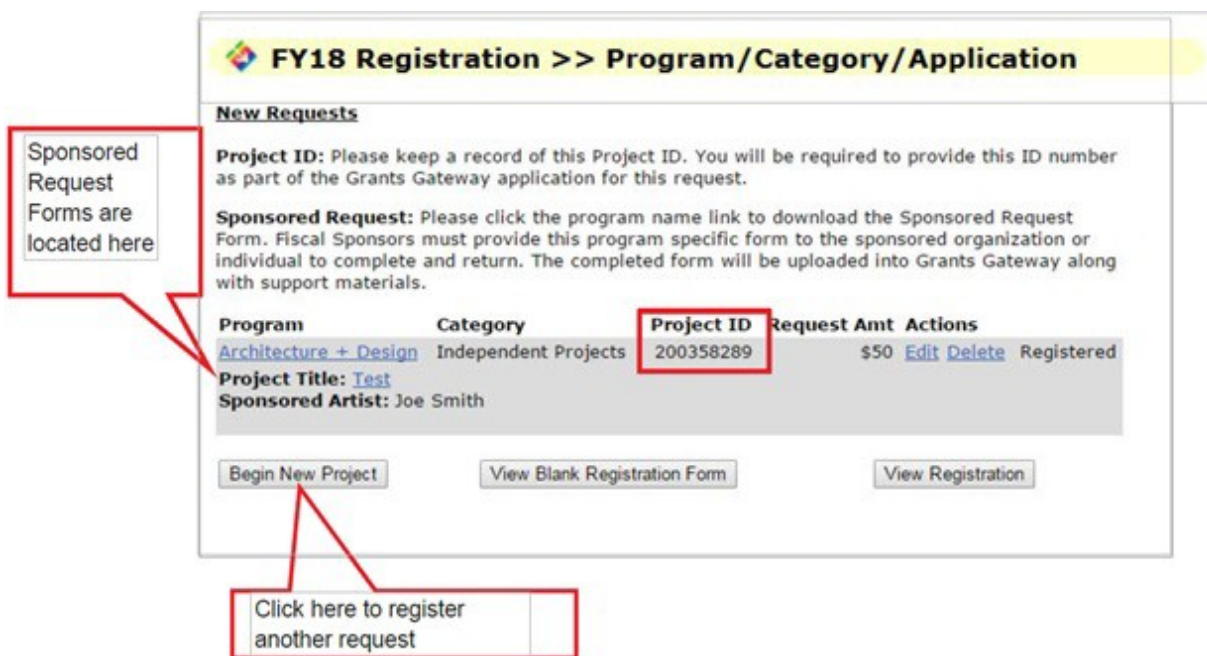 FY18 Registration >> Program/Category/Application
New Requests
Sponsored
Request
Forms are
located here
Project ID: Please keep a record of this Project ID. You will be required to provide this ID number
as part of the Grants Gateway application for this request.
Sponsored Request: Please click the program name link to download the Sponsored Request
Form. Fiscal Sponsors must provide this program specific form to the sponsored organization or
individual to complete and return. The completed form will be uploaded into Grants Gateway along
with support materials.
Program Category Project ID Request Amt Actions
Architecture + Design Independent Projects 200358289 $50 Edit Delete Registered
Project Title: Test
Sponsored Artist: Joe Smith
Begin New Project View Blank Registration Form View Registration
Click here to register
another request